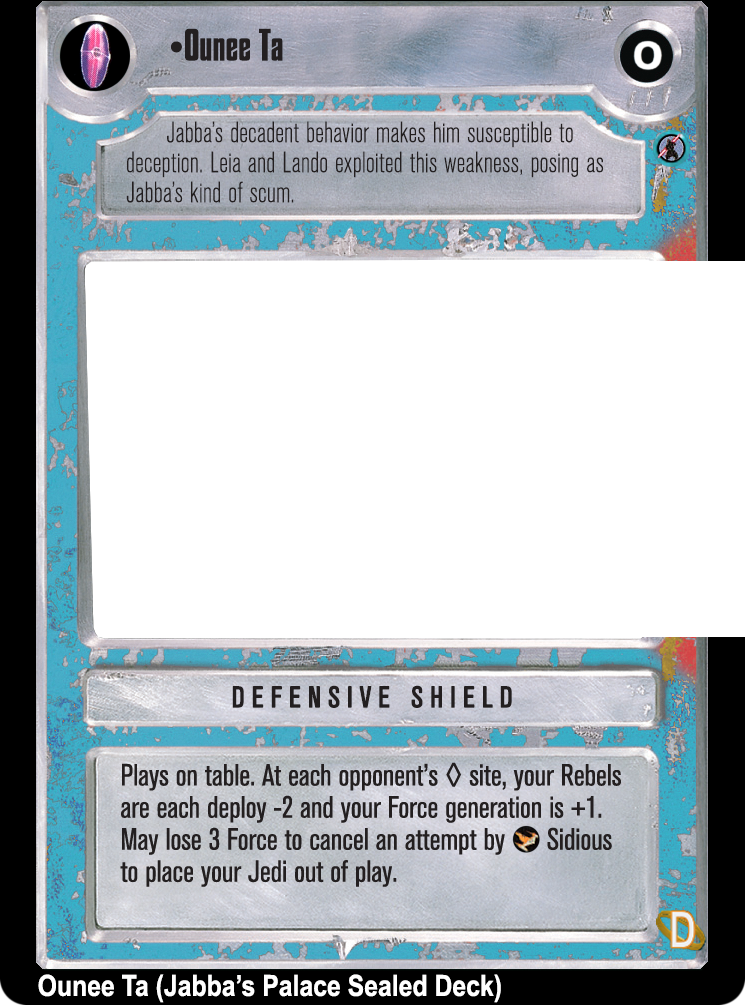 •Ounee Ta
O
Jabba's decadent behavior makes him susceptible to
deception. Leia and Lando exploited this weakness, posing as
Jabba's kind of scum.
DEFENSIVE SHIELD
Plays on table. At each opponent's ◊ site, your Rebels
are each deploy -2 and your Force generation is +1.
May lose 3 Force to cancel an attempt by Sidious
to place your Jedi out of play.
D
Ounee Ta (Jabba's Palace Sealed Deck)